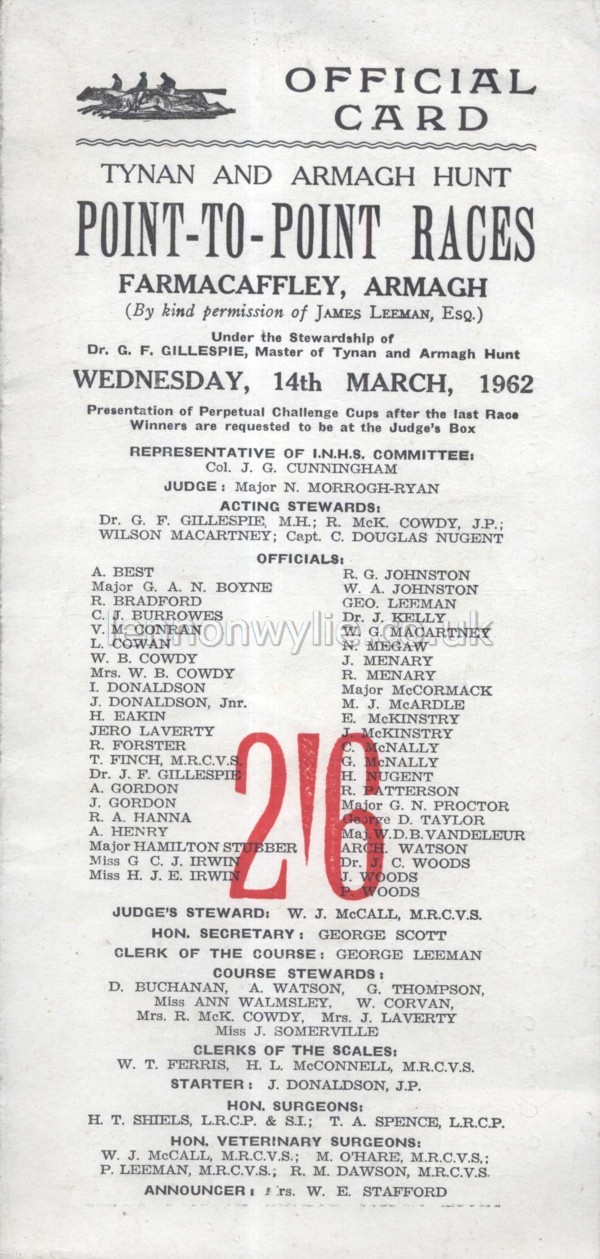 OFFICIAL
CARD
TYNAN AND ARMAGH HUNT
POINT-TO-POINT RACES
FARMACAFFLEY, ARMAGH
(By kind permission of JAMES LEEMAN, ESQ.)
Under the Stewardship of
Dr. G. F. GILLESPIE, Master of Tynan and Armagh Hunt
WEDNESDAY, 14th MARCH, 1962
Presentation of Perpetual Challenge Cups after the last Race
Winners are requested to be at the Judge's Box
REPRESENTATIVE OF I.N.H.S. COMMITTEE:
Col. J. G. CUNNINGHAM
JUDGE: Major N. MORROGH-RYAN
ACTING STEWARDS:
Dr. G. F. GILLESPIE, M.H.; R. McK. COWDY, J.P.;
WILSON MACARTNEY; Capt. C. DOUGLAS NUGENT
OFFICIALS:
A. BEST
Major G. A. N. BOYNE
R. BRADFORD
C. J. BURROWES
V. M. CONRAN
L. COWAN
W. B. COWDY
Mrs. W. B. COWDY
I. DONALDSON
J. DONALDSON, Jnr.
H. EAKIN
JERO LAVERTY
R. FORSTER
T. FINCH, M.R.C.V.S.
Dr. J. F. GILLESPIE
A. GORDON
J. GORDON
R. A. HANNA
A. HENRY
Major HAMILTON STUBBER
Miss G C. J. IRWIN
Miss H. J. E. IRWIN
R. G. JOHNSTON
W. A. JOHNSTON
GEO. LEEMAN
Dr. J. KELLY
W. G. MACARTNEY
N. MEGAW
J. MENARY
R. MENARY
Major McCORMACK
M. J. McARDLE
E. McKINSTRY
J. McKINSTRY
C. McNALLY
G. McNALLY
H. NUGENT
R. PATTERSON
Major G. N. PROCTOR
George D. TAYLOR
Maj. W. D. B. VANDELEUR
ARCH. WATSON
Dr. J. C. WOODS
J. WOODS
P. WOODS
2'6
lennonwylie.co.uk
JUDGE'S STEWARD: W. J. McCALL, M.R.C.V.S.
HON. SECRETARY: GEORGE SCOTT
CLERK OF THE COURSE: GEORGE LEEMAN
COURSE STEWARDS:
D. BUCHANAN, A. WATSON, G. THOMPSON,
Miss ANN WALMSLEY, W. CORVAN,
Mrs. R. McK. COWDY, Mrs. J. LAVERTY
Miss J. SOMERVILLE
CLERKS OF THE SCALES:
W. T. FERRIS, H. L. McCONNELL, M.R.C.V.S.
STARTER: J. DONALDSON, J.P.
HON. SURGEONS:
H. T. SHIELS, L.R.C.P. & S.I.; T. A. SPENCE, L.R.C.P.
HON. VETERINARY SURGEONS:
W. J. McCALL, M.R.C.V.S.; M. O'HARE, M.R.C.V.S.;
P. LEEMAN, M.R.C.V.S.; R. M. DAWSON, M.R.C.V.S.
ANNOUNCER: rs. W. E. STAFFORD